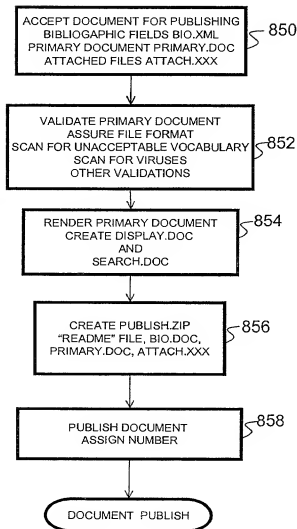 ACCEPT DOCUMENT FOR PUBLISHING
BIBLIOGAPHIC FIELDS BIO.XML
PRIMARY DOCUMENT PRIMARY.DOC
ATTACHED FILES ATTACH.XXX
850
VALIDATE PRIMARY DOCUMENT
ASSURE FILE FORMAT
SCAN FOR UNACCEPTABLE VOCABULARY
SCAN FOR VIRUSES
OTHER VALIDATIONS
852
RENDER PRIMARY DOCUMENT
CREATE DISPLAY.DOC
AND
SEARCH.DOC
854
CREATE PUBLISH.ZIP
"README" FILE, BIO.DOC,
PRIMARY.DOC, ATTACH.XXX
856
PUBLISH DOCUMENT
ASSIGN NUMBER
858
DOCUMENT PUBLISH